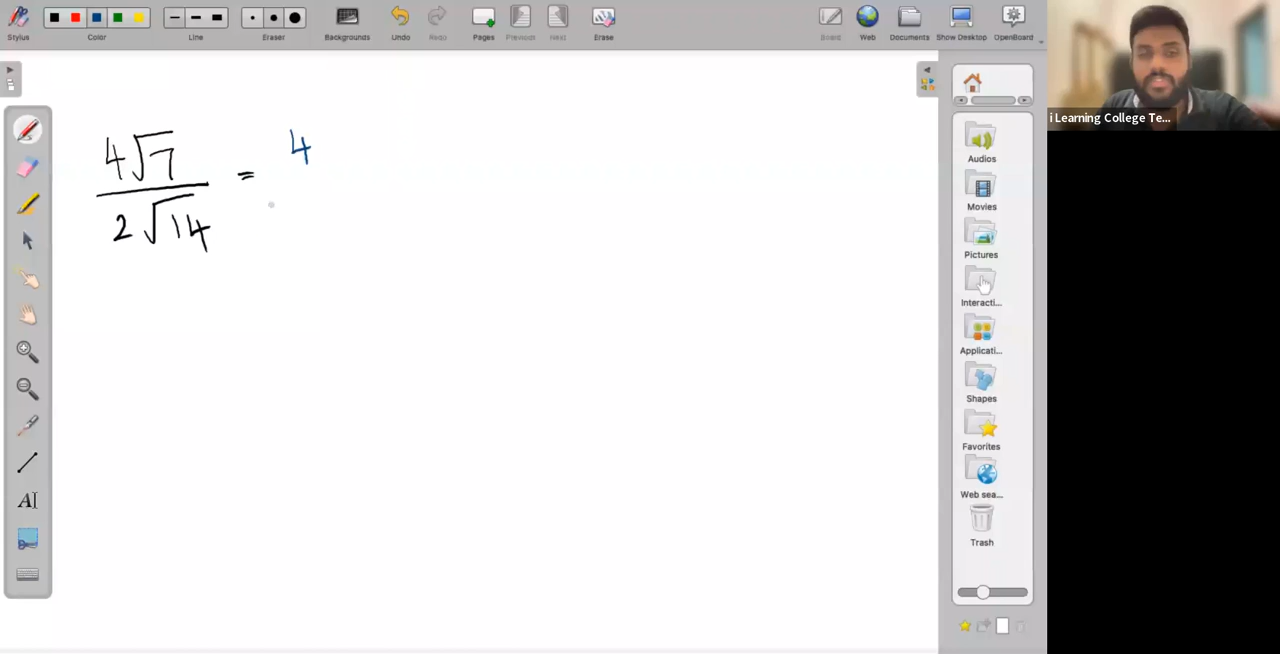 Stylus Color Line Eraser Backgrounds Undo Redo Pages Previous Next Erase Board Web Documents Show Desktop OpenBoard
i Learning College Te...
4√7 / 2√14 = 4
Audios
Movies
Pictures
Interacti...
Applicati...
Shapes
Favorites
Web sea...
Trash
AI